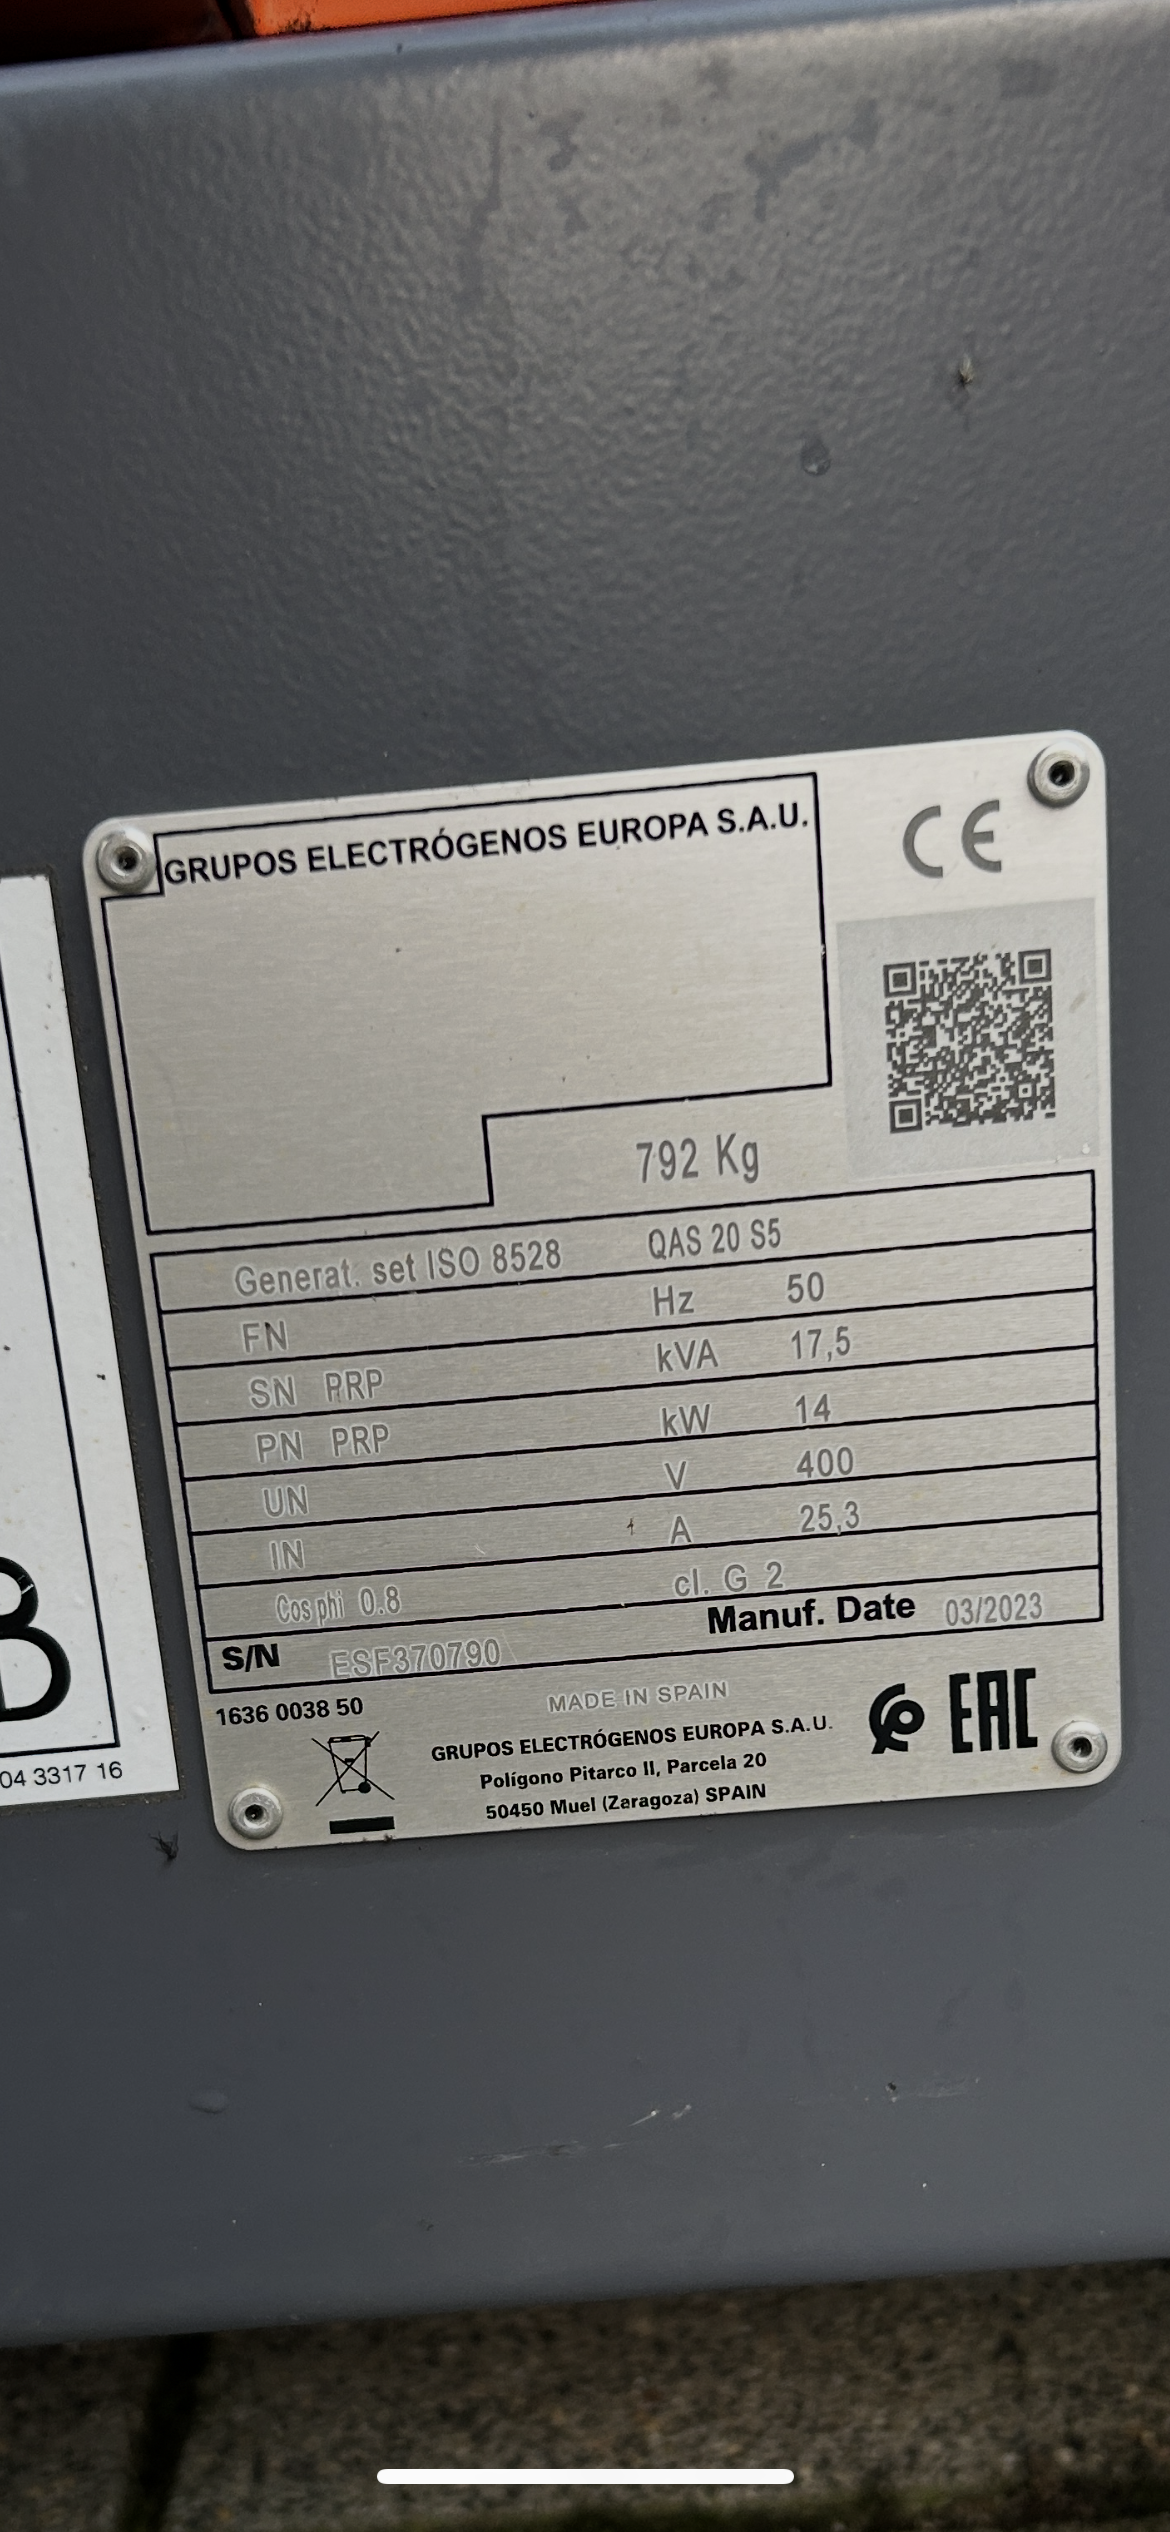 GRUPOS ELECTRÓGENOS EUROPA S.A.U.
CE
792 Kg
Generat. set ISO 8528 QAS 20 S5
FN Hz 50
SN PRP kVA 17,5
PN PRP kW 14
UN V 400
IN A 25,3
Cos phi 0.8 cl. G 2
S/N ESF370790 Manuf. Date 03/2023
1636 0038 50
MADE IN SPAIN
GRUPOS ELECTRÓGENOS EUROPA S.A.U.
Polígono Pitarco II, Parcela 20
50450 Muel (Zaragoza) SPAIN
EAC
B
04 3317 16